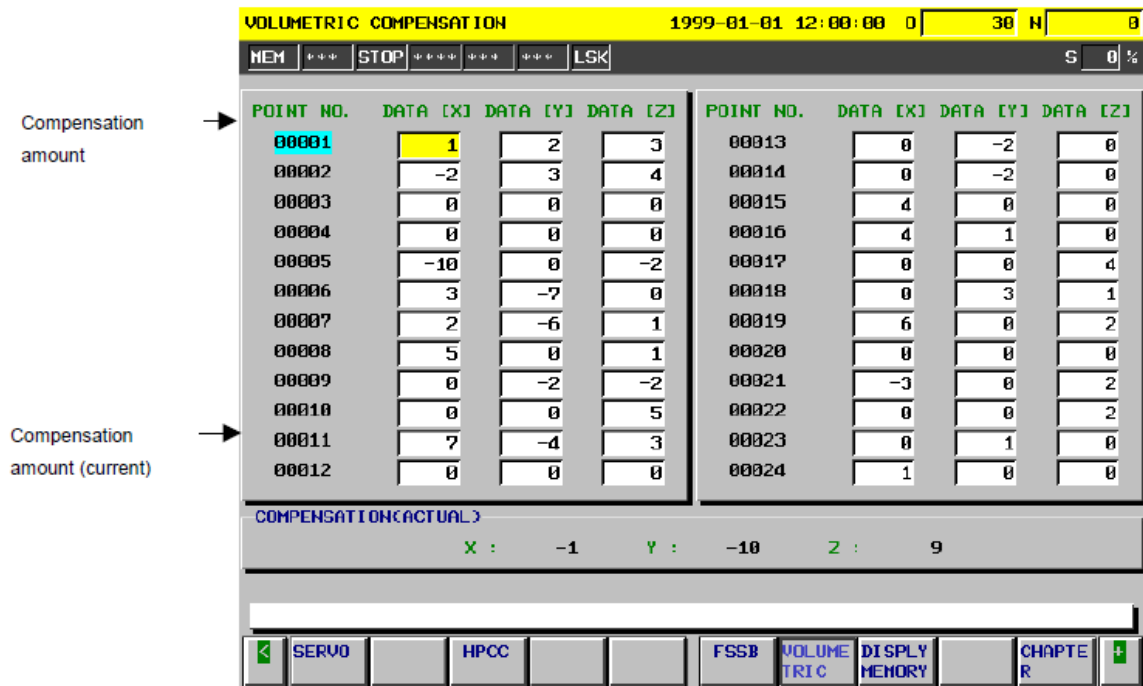 VOLUMETRIC COMPENSATION 1999-01-01 12:00:00 O 30 N 0
MEM *** STOP **** *** *** LSK S 0 %
Compensation
amount
POINT NO. DATA [X] DATA [Y] DATA [Z] POINT NO. DATA [X] DATA [Y] DATA [Z]
00001 1 2 3 00013 0 -2 0
00002 -2 3 4 00014 0 -2 0
00003 0 0 0 00015 4 0 0
00004 0 0 0 00016 4 1 0
00005 -10 0 -2 00017 0 0 4
00006 3 -7 0 00018 0 3 1
00007 2 -6 1 00019 6 0 2
00008 5 0 1 00020 0 0 0
00009 0 -2 -2 00021 -3 0 2
00010 0 0 5 00022 0 0 2
00011 7 -4 3 00023 0 1 0
00012 0 0 0 00024 1 0 0
Compensation
amount (current)
COMPENSATION(ACTUAL)
X : -1 Y : -10 Z : 9
< SERVO HPCC FSSB VOLUME DISPLY CHAPTE +
TRIC MEMORY R